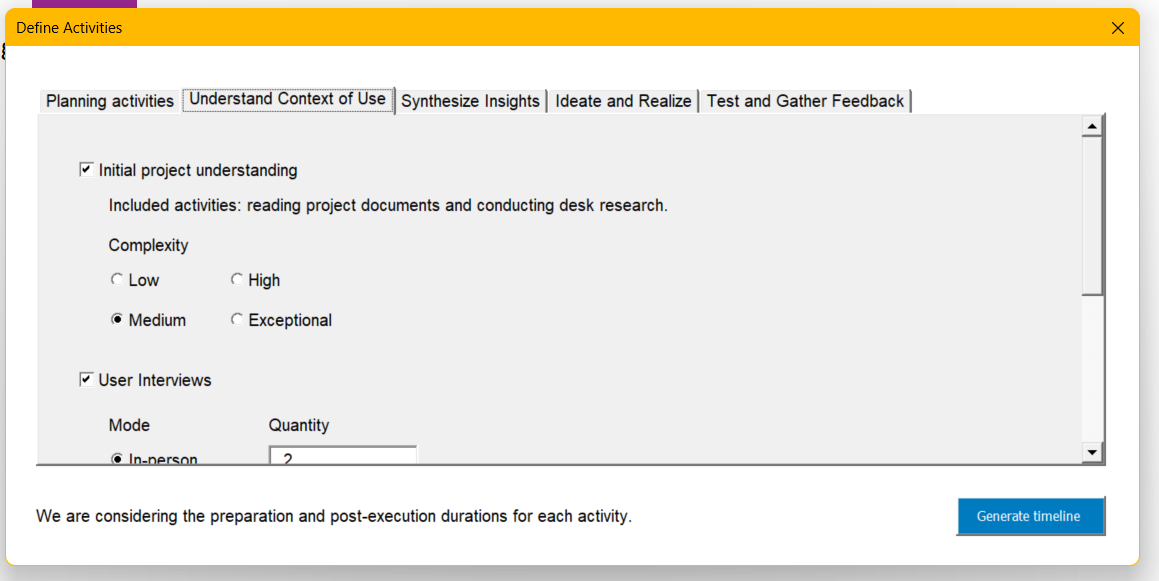 Define Activities
Planning activities Understand Context of Use Synthesize Insights Ideate and Realize Test and Gather Feedback
Initial project understanding
Included activities: reading project documents and conducting desk research.
Complexity
Low High
Medium Exceptional
User Interviews
Mode Quantity
In-person 2
We are considering the preparation and post-execution durations for each activity.
Generate timeline